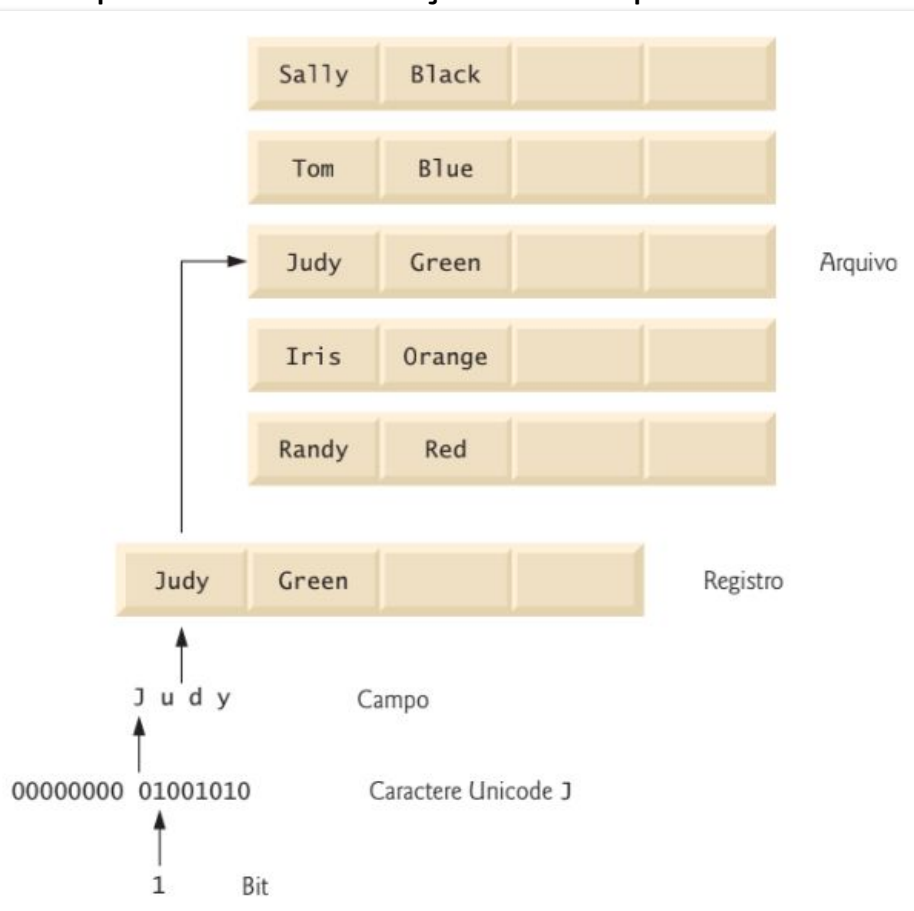 Sally Black
Tom Blue
Judy Green Arquivo
Iris Orange
Randy Red
Judy Green Registro
J u d y Campo
00000000 01001010 Caractere Unicode J
1 Bit